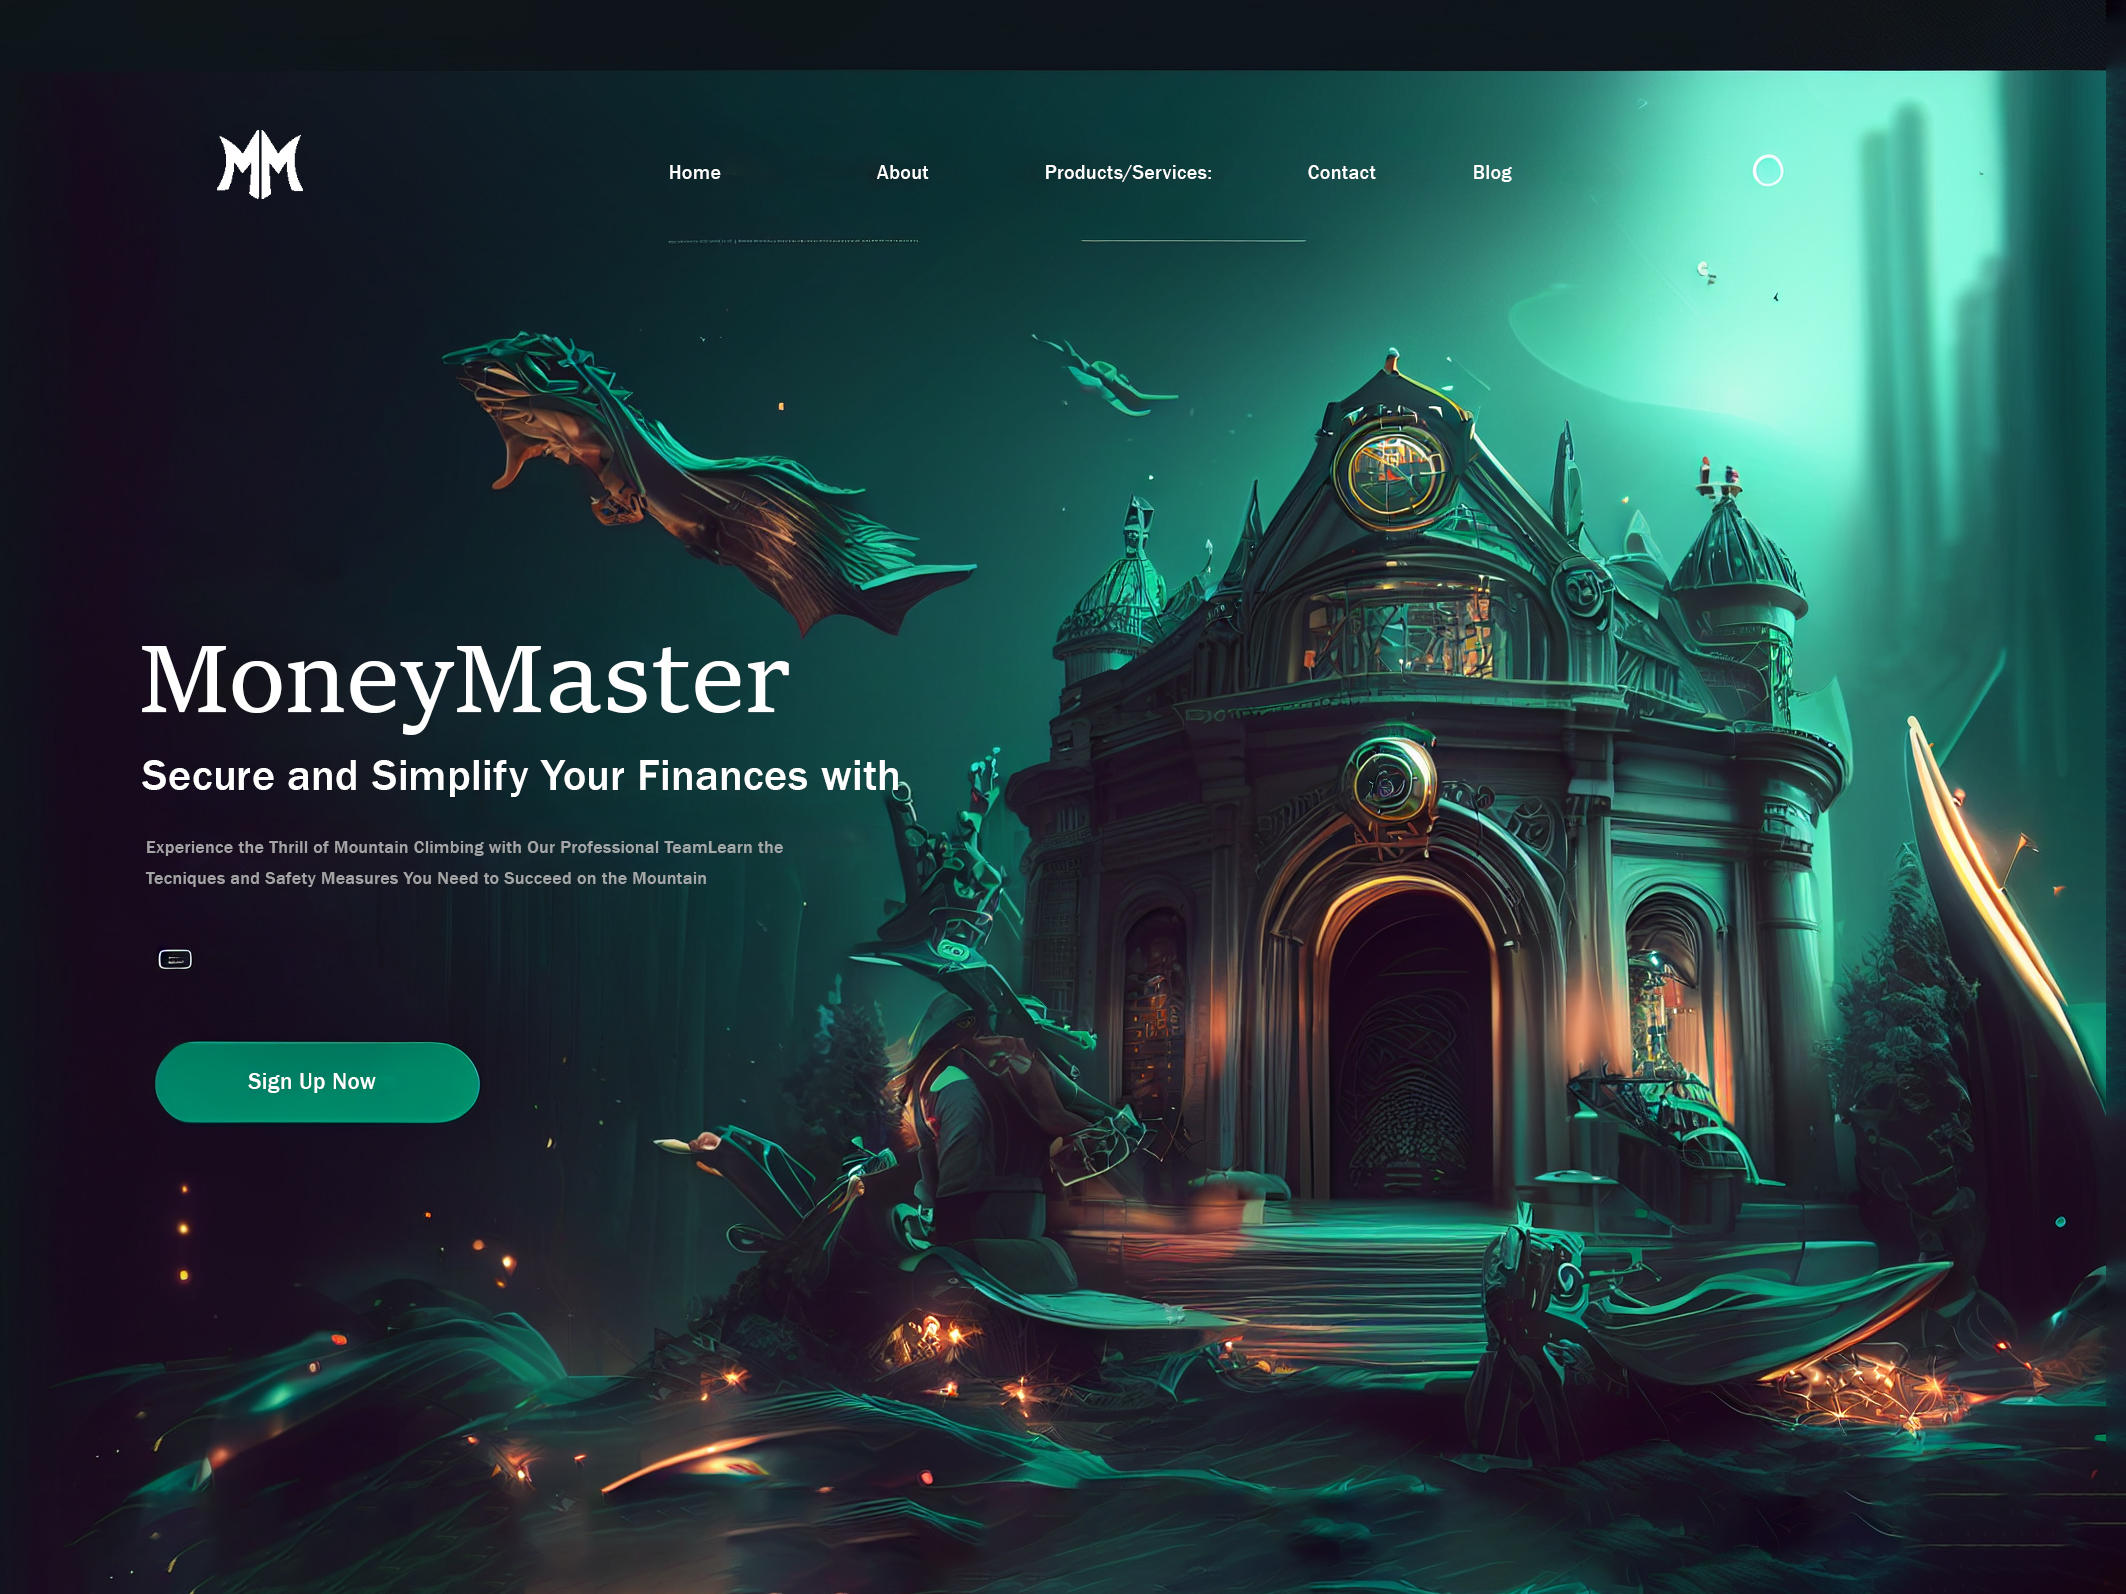 MM
Home About Products/Services: Contact Blog
MoneyMaster
Secure and Simplify Your Finances with
Experience the Thrill of Mountain Climbing with Our Professional TeamLearn the
Tecniques and Safety Measures You Need to Succeed on the Mountain
Sign Up Now